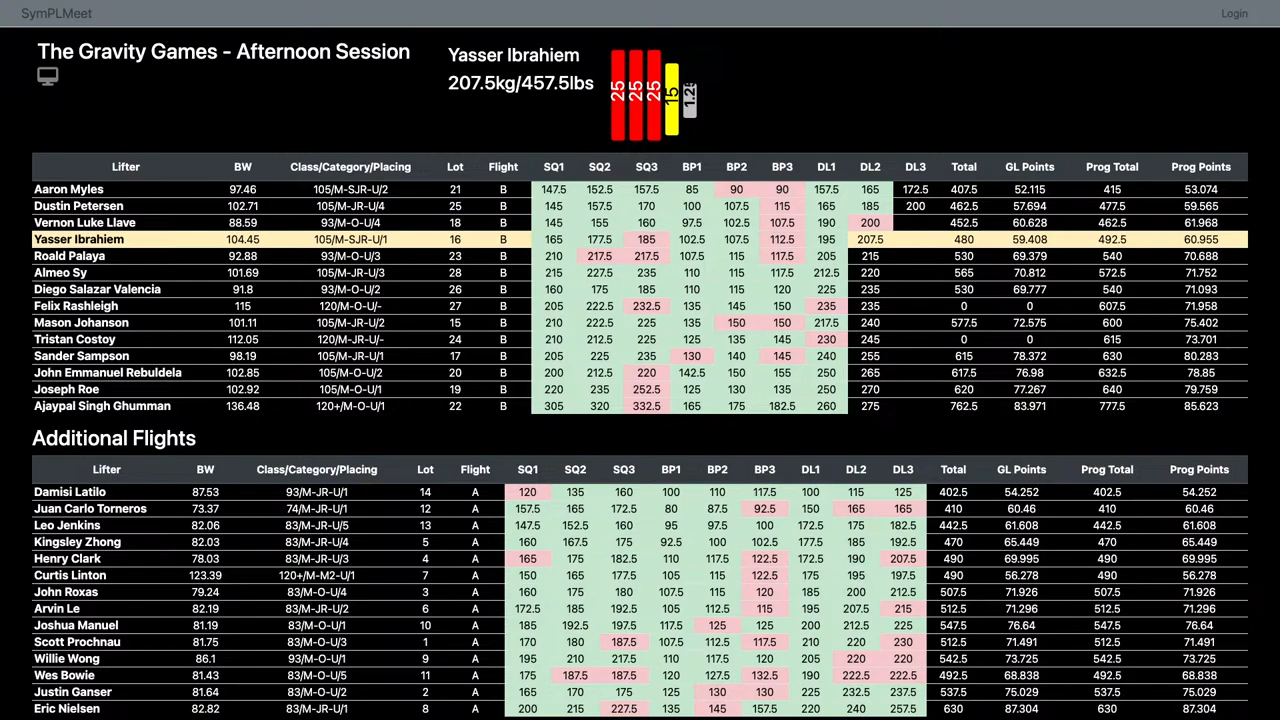 SymPLMeet Login
The Gravity Games - Afternoon Session
Yasser Ibrahiem
207.5kg/457.5lbs
25 25 25 15
Lifter BW Class/Category/Placing Lot Flight SQ1 SQ2 SQ3 BP1 BP2 BP3 DL1 DL2 DL3 Total GL Points Prog Total Prog Points
Aaron Myles 97.46 105/M-SJR-U/2 21 B 147.5 152.5 157.5 85 90 90 157.5 165 172.5 407.5 52.115 415 53.074
Dustin Petersen 102.71 105/M-JR-U/4 25 B 145 157.5 170 100 107.5 115 165 185 200 462.5 57.694 477.5 59.565
Vernon Luke Llave 88.59 93/M-O-U/4 18 B 145 155 160 97.5 102.5 107.5 190 200 452.5 60.628 462.5 61.968
Yasser Ibrahiem 104.45 105/M-SJR-U/1 16 B 165 177.5 185 102.5 107.5 112.5 195 207.5 480 59.408 492.5 60.955
Roald Palaya 92.88 93/M-O-U/3 23 B 210 217.5 217.5 107.5 115 117.5 205 215 530 69.379 540 70.688
Almeo Sy 101.69 105/M-JR-U/3 28 B 215 227.5 235 110 115 117.5 212.5 220 565 70.812 572.5 71.752
Diego Salazar Valencia 91.8 93/M-O-U/2 26 B 160 175 185 110 115 120 225 235 530 69.777 540 71.093
Felix Rashleigh 115 120/M-O-U/- 27 B 205 222.5 232.5 135 145 150 235 235 0 0 607.5 71.958
Mason Johanson 101.11 105/M-JR-U/2 15 B 210 222.5 225 135 150 150 217.5 240 577.5 72.575 600 75.402
Tristan Costoy 112.05 120/M-JR-U/- 24 B 210 212.5 225 125 135 145 230 245 0 0 615 73.701
Sander Sampson 98.19 105/M-JR-U/1 17 B 205 225 235 130 140 145 240 255 615 78.372 630 80.283
John Emmanuel Rebuldela 102.85 105/M-O-U/2 20 B 200 212.5 220 142.5 150 155 250 265 617.5 76.98 632.5 78.85
Joseph Roe 102.92 105/M-O-U/1 19 B 220 235 252.5 125 130 135 250 270 620 77.267 640 79.759
Ajaypal Singh Ghumman 136.48 120+/M-O-U/1 22 B 305 320 332.5 165 175 182.5 260 275 762.5 83.971 777.5 85.623
Additional Flights
Lifter BW Class/Category/Placing Lot Flight SQ1 SQ2 SQ3 BP1 BP2 BP3 DL1 DL2 DL3 Total GL Points Prog Total Prog Points
Damisi Latilo 87.53 93/M-JR-U/1 14 A 120 135 160 100 110 117.5 100 115 125 402.5 54.252 402.5 54.252
Juan Carlo Torneros 73.37 74/M-JR-U/1 12 A 157.5 165 172.5 80 87.5 92.5 150 165 165 410 60.46 410 60.46
Leo Jenkins 82.06 83/M-JR-U/5 13 A 147.5 152.5 160 95 97.5 100 172.5 175 182.5 442.5 61.608 442.5 61.608
Kingsley Zhong 82.03 83/M-JR-U/4 5 A 160 167.5 175 92.5 100 102.5 177.5 185 192.5 470 65.449 470 65.449
Henry Clark 78.03 83/M-JR-U/3 4 A 165 175 182.5 110 117.5 122.5 172.5 190 207.5 490 69.995 490 69.995
Curtis Linton 123.39 120+/M-M2-U/1 7 A 150 165 177.5 105 115 122.5 175 195 197.5 490 56.278 490 56.278
John Roxas 79.24 83/M-O-U/4 3 A 160 175 180 107.5 115 120 185 200 212.5 507.5 71.926 507.5 71.926
Arvin Le 82.19 83/M-JR-U/2 6 A 172.5 185 192.5 105 112.5 115 195 207.5 215 512.5 71.296 512.5 71.296
Joshua Manuel 81.19 83/M-O-U/1 10 A 185 192.5 197.5 117.5 125 125 200 212.5 225 547.5 76.64 547.5 76.64
Scott Prochnau 81.75 83/M-O-U/3 1 A 170 180 187.5 107.5 112.5 117.5 210 220 230 512.5 71.491 512.5 71.491
Willie Wong 86.1 93/M-O-U/1 9 A 195 210 217.5 110 117.5 120 205 220 220 542.5 73.725 542.5 73.725
Wes Bowie 81.43 83/M-O-U/5 11 A 175 187.5 187.5 120 127.5 132.5 190 222.5 222.5 492.5 68.838 492.5 68.838
Justin Ganser 81.64 83/M-O-U/2 2 A 165 170 175 125 130 130 225 232.5 237.5 537.5 75.029 537.5 75.029
Eric Nielsen 82.82 83/M-JR-U/1 8 A 200 215 227.5 135 145 157.5 220 240 257.5 630 87.304 630 87.304